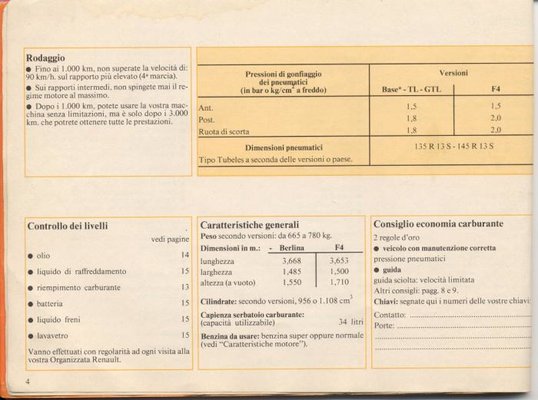 Rodaggio
● Fino ai 1.000 km, non superate la velocità di:
90 km/h. sul rapporto più elevato (4ª marcia).
● Sui rapporti intermedi, non spingete mai il re-
gime motore al massimo.
● Dopo i 1.000 km, potete usare la vostra mac-
china senza limitazioni, ma è solo dopo i 3.000
km. che potrete ottenere tutte le prestazioni.
Pressioni di gonfiaggio
dei pneumatici
(in bar o kg/cm² a freddo)
Versioni
Base* - TL - GTL F4
Ant. 1,5 1,5
Post. 1,8 2,0
Ruota di scorta 1,8 2,0
Dimensioni pneumatici 135 R 13 S - 145 R 13 S
Tipo Tubeles a seconda delle versioni o paese.
Controllo dei livelli
vedi pagine
● olio 14
● liquido di raffreddamento 15
● riempimento carburante 13
● batteria 15
● liquido freni 15
● lavavetro 15
Vanno effettuati con regolarità ad ogni visita alla
vostra Organizzata Renault.
Caratteristiche generali
Peso secondo versioni: da 665 a 780 kg.
Dimensioni in m.: - Berlina F4
lunghezza 3,668 3,653
larghezza 1,485 1,500
altezza (a vuoto) 1,550 1,710
Cilindrate: secondo versioni, 956 o 1.108 cm³
Capienza serbatoio carburante:
(capacità utilizzabile) 34 litri
Benzina da usare: benzina super oppure normale
(vedi "Caratteristiche motore").
Consiglio economia carburante
2 regole d'oro
● veicolo con manutenzione corretta
pressione pneumatici
● guida
guida sciolta: velocità limitata
Altri consigli: pagg. 8 e 9.
Chiavi: segnate qui i numeri delle vostre chiavi:
Contatto:
Porte:
4